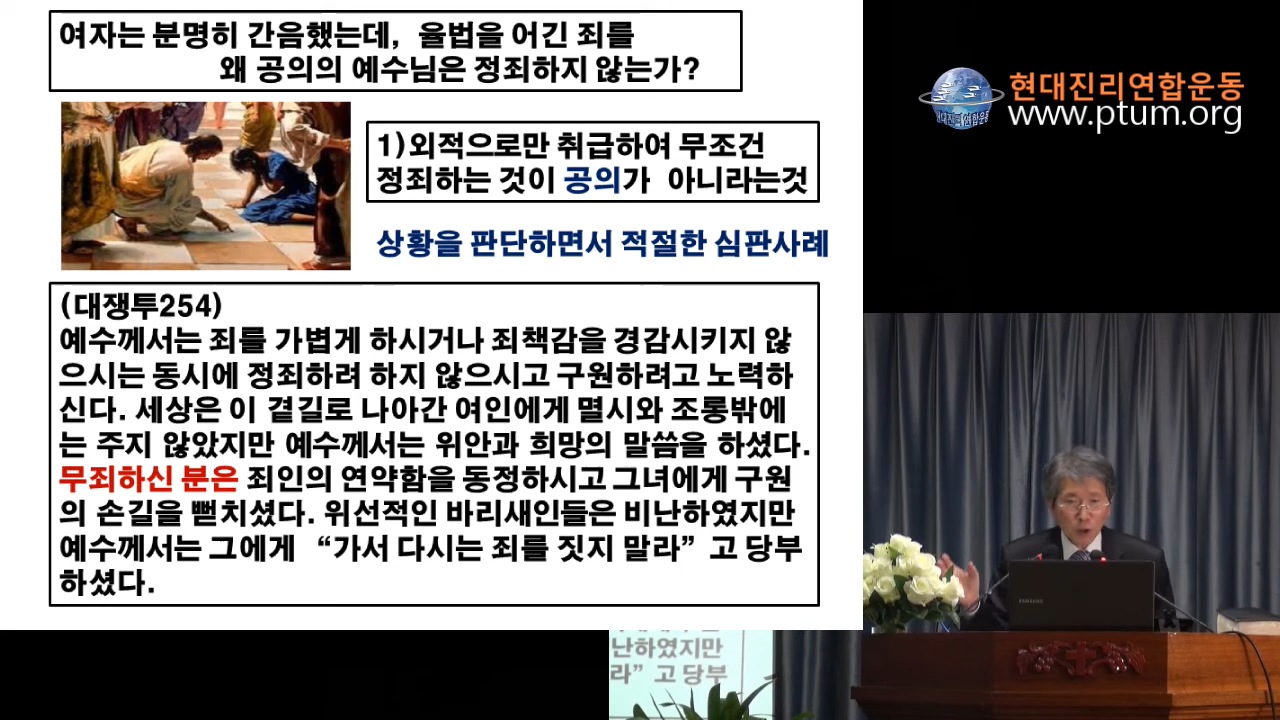 여자는 분명히 간음했는데, 율법을 어긴 죄를
왜 공의의 예수님은 정죄하지 않는가?
1)외적으로만 취급하여 무조건
정죄하는 것이 공의가 아니라는것
상황을 판단하면서 적절한 심판사례
(대쟁투254)
예수께서는 죄를 가볍게 하시거나 죄책감을 경감시키지 않
으시는 동시에 정죄하려 하지 않으시고 구원하려고 노력하
신다. 세상은 이 곁길로 나아간 여인에게 멸시와 조롱밖에
는 주지 않았지만 예수께서는 위안과 희망의 말씀을 하셨다.
무죄하신 분은 죄인의 연약함을 동정하시고 그녀에게 구원
의 손길을 뻗치셨다. 위선적인 바리새인들은 비난하였지만
예수께서는 그에게 “가서 다시는 죄를 짓지 말라” 고 당부
하셨다.
현대진리연합운동
www.ptum.org
현대진리연합운동
SAMSUNG
난하였지만
라” 고 당부